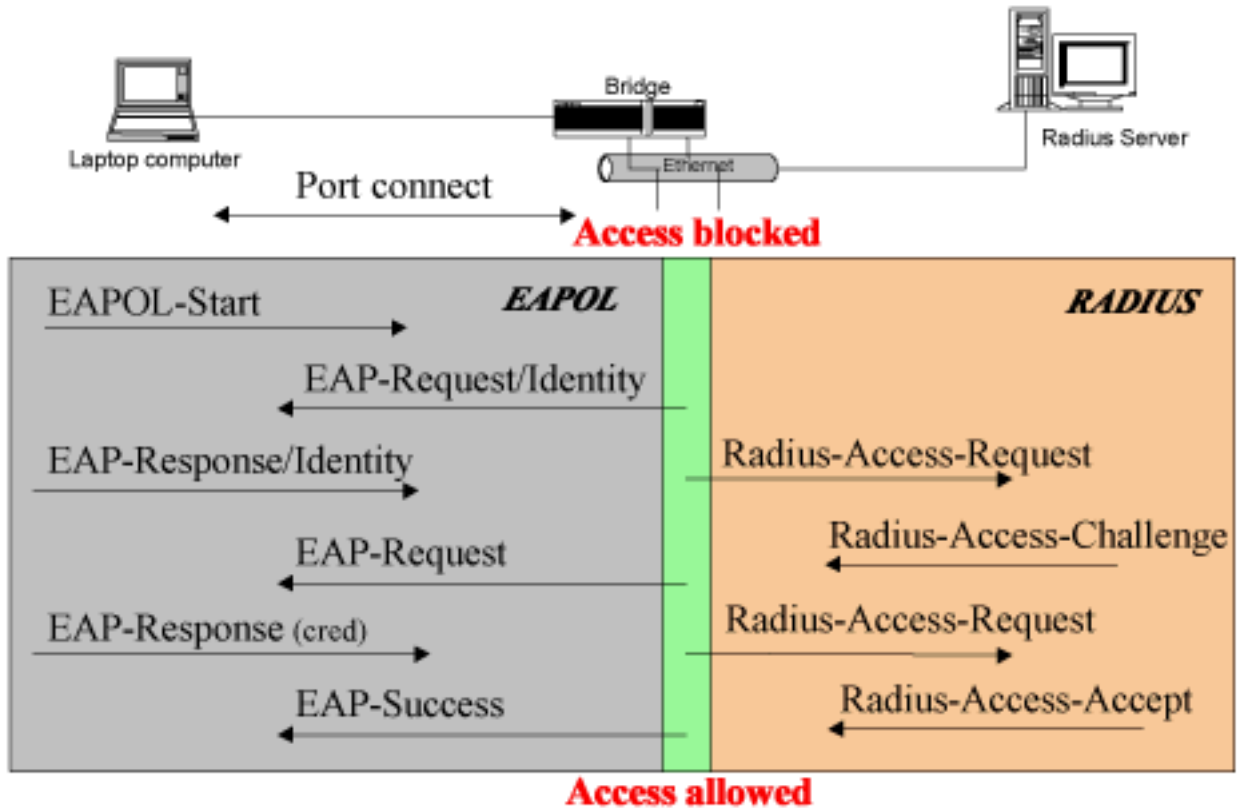 Bridge
Laptop computer
Radius Server
Ethernet
Port connect
Access blocked
EAPOL-Start
EAPOL
RADIUS
EAP-Request/Identity
EAP-Response/Identity
Radius-Access-Request
EAP-Request
Radius-Access-Challenge
EAP-Response (cred)
Radius-Access-Request
EAP-Success
Radius-Access-Accept
Access allowed